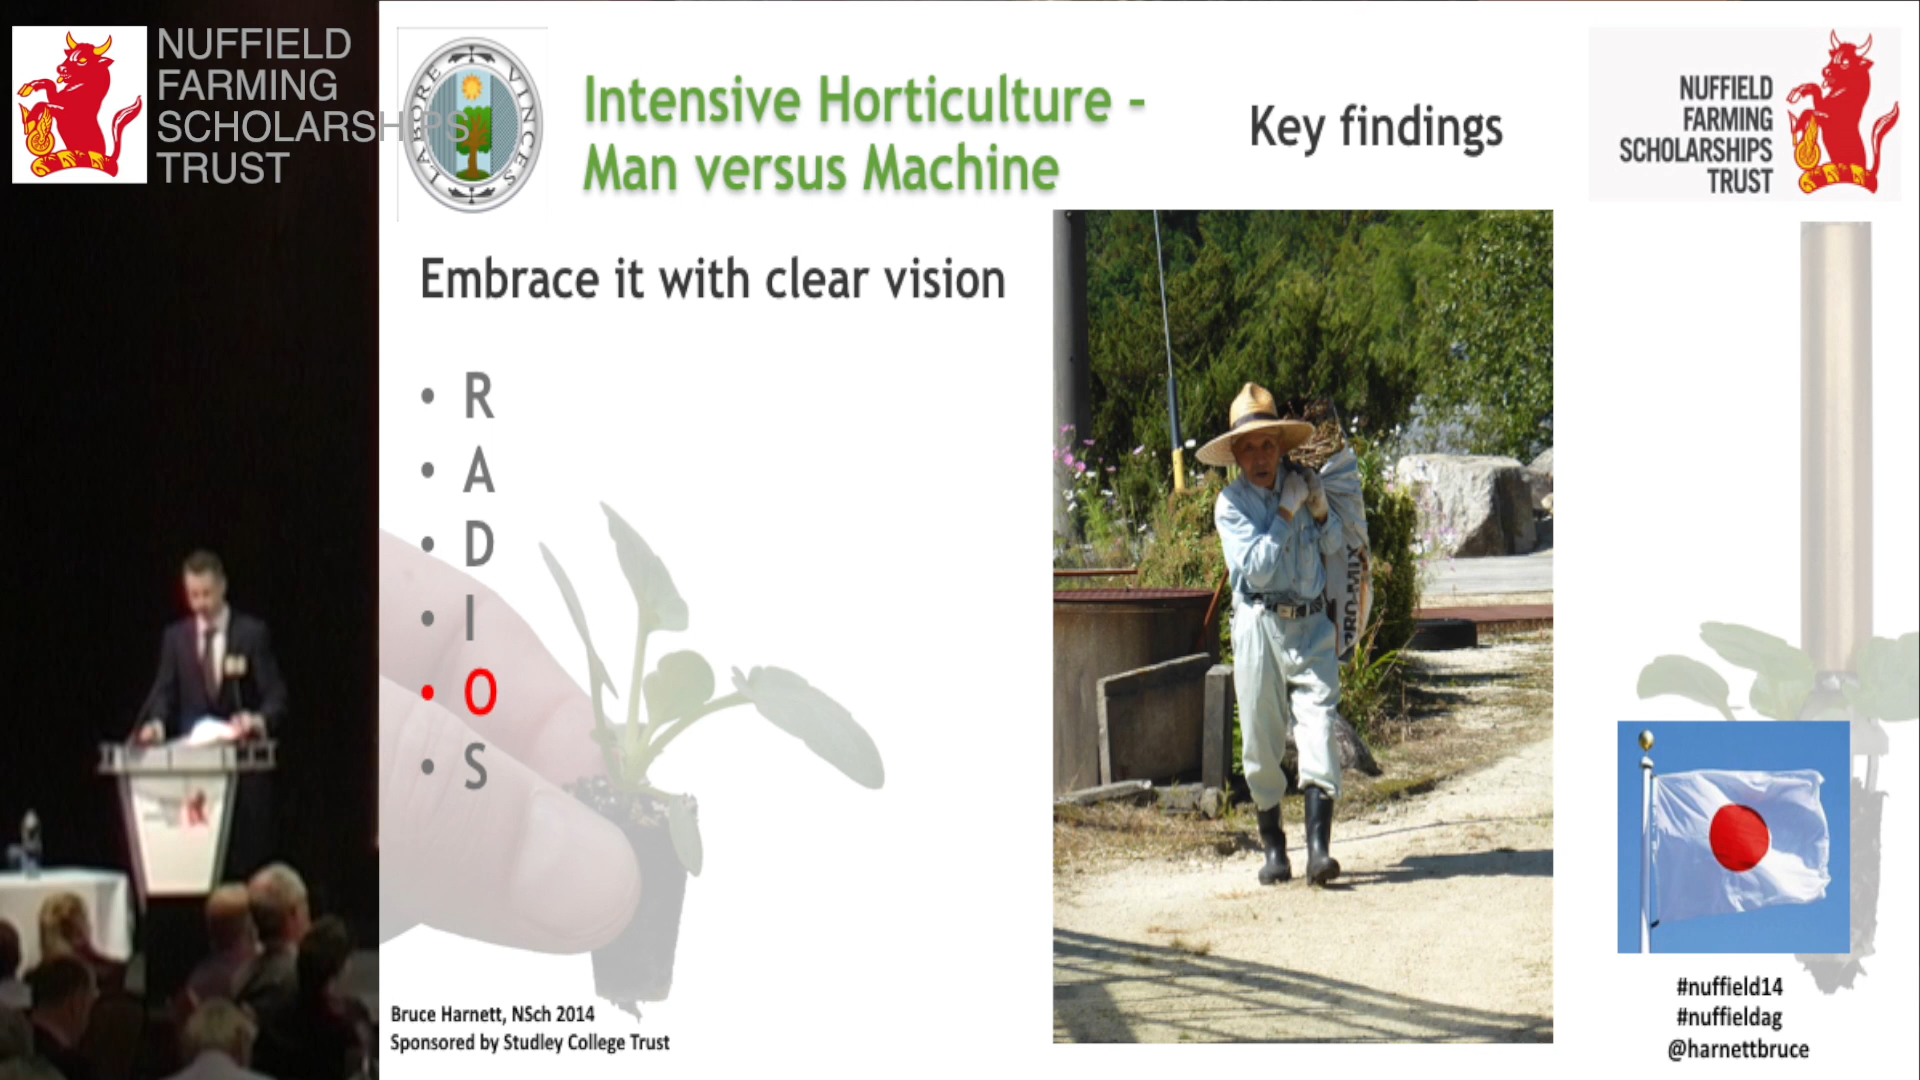 NUFFIELD
FARMING
SCHOLARSHIPS
TRUST
LABORE VINCES
Intensive Horticulture -
Man versus Machine
Key findings
NUFFIELD
FARMING
SCHOLARSHIPS
TRUST
Embrace it with clear vision
• R
• A
• D
• I
• O
• S
PRO-MIX
Bruce Harnett, NSch 2014
Sponsored by Studley College Trust
#nuffield14
#nuffieldag
@harnettbruce